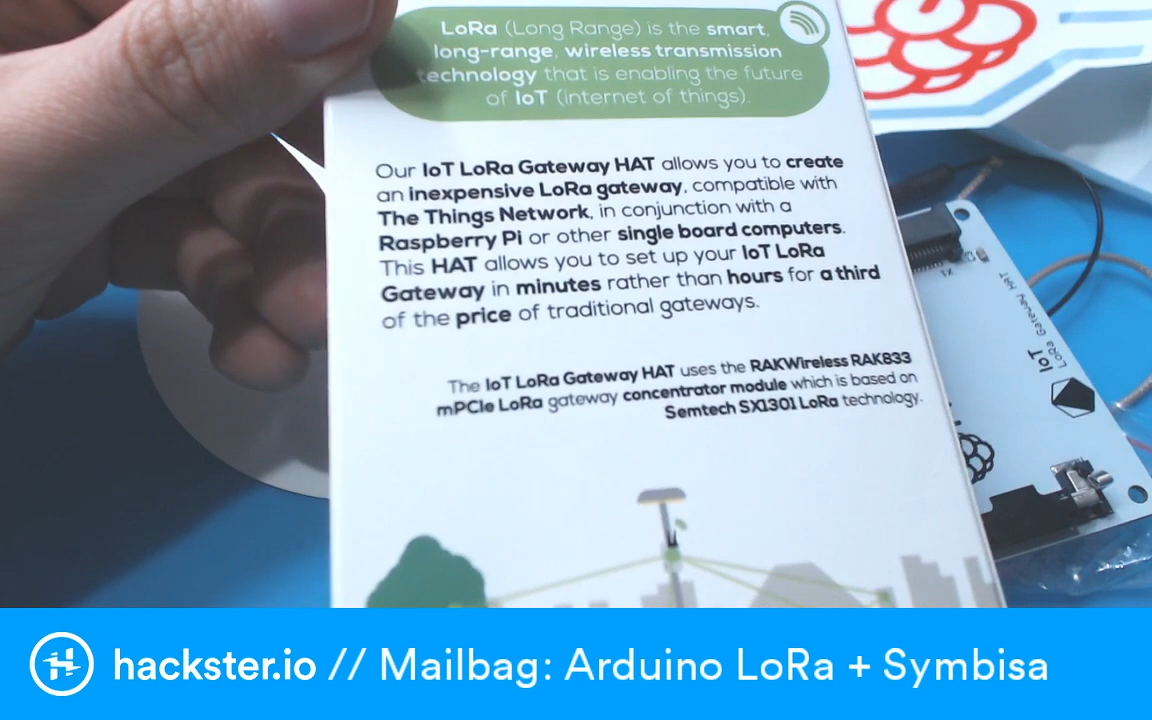 LoRa (Long Range) is the smart,
long-range, wireless transmission
technology that is enabling the future
of IoT (internet of things).
Our IoT LoRa Gateway HAT allows you to create
an inexpensive LoRa gateway, compatible with
The Things Network, in conjunction with a
Raspberry Pi or other single board computers.
This HAT allows you to set up your IoT LoRa
Gateway in minutes rather than hours for a third
of the price of traditional gateways.
The IoT LoRa Gateway HAT uses the RAKWireless RAK833
mPCIe LoRa gateway concentrator module which is based on
Semtech SX1301 LoRa technology.
X1
IoT
LoRa Gateway HAT
hackster.io // Mailbag: Arduino LoRa + Symbisa